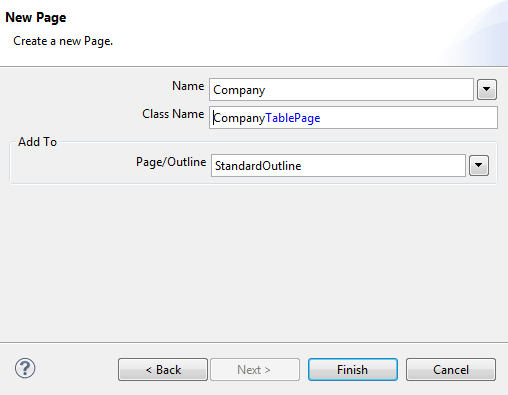 New Page
Create a new Page.
Name Company
Class Name CompanyTablePage
Add To
Page/Outline StandardOutline
? < Back Next > Finish Cancel